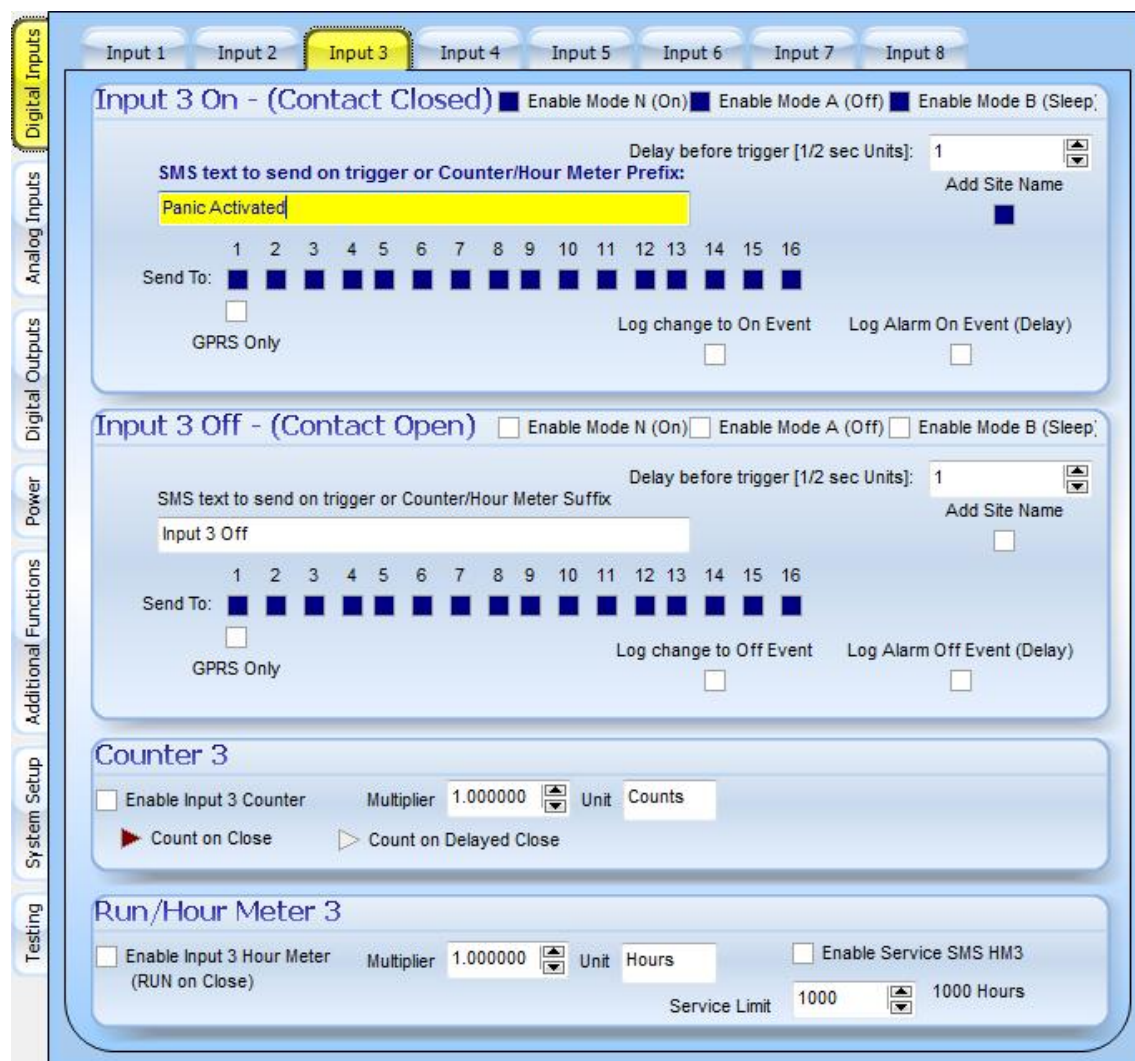 Digital Inputs
Analog Inputs
Digital Outputs
Power
Additional Functions
System Setup
Testing
Input 1 Input 2 Input 3 Input 4 Input 5 Input 6 Input 7 Input 8
Input 3 On - (Contact Closed) Enable Mode N (On) Enable Mode A (Off) Enable Mode B (Sleep)
Delay before trigger [1/2 sec Units]: 1
SMS text to send on trigger or Counter/Hour Meter Prefix:
Add Site Name
Panic Activated
1 2 3 4 5 6 7 8 9 10 11 12 13 14 15 16
Send To:
GPRS Only
Log change to On Event Log Alarm On Event (Delay)
Input 3 Off - (Contact Open) Enable Mode N (On) Enable Mode A (Off) Enable Mode B (Sleep)
Delay before trigger [1/2 sec Units]: 1
SMS text to send on trigger or Counter/Hour Meter Suffix
Add Site Name
Input 3 Off
1 2 3 4 5 6 7 8 9 10 11 12 13 14 15 16
Send To:
GPRS Only
Log change to Off Event Log Alarm Off Event (Delay)
Counter 3
Enable Input 3 Counter Multiplier 1.000000 Unit Counts
Count on Close Count on Delayed Close
Run/Hour Meter 3
Enable Input 3 Hour Meter Multiplier 1.000000 Unit Hours Enable Service SMS HM3
(RUN on Close)
Service Limit 1000 1000 Hours